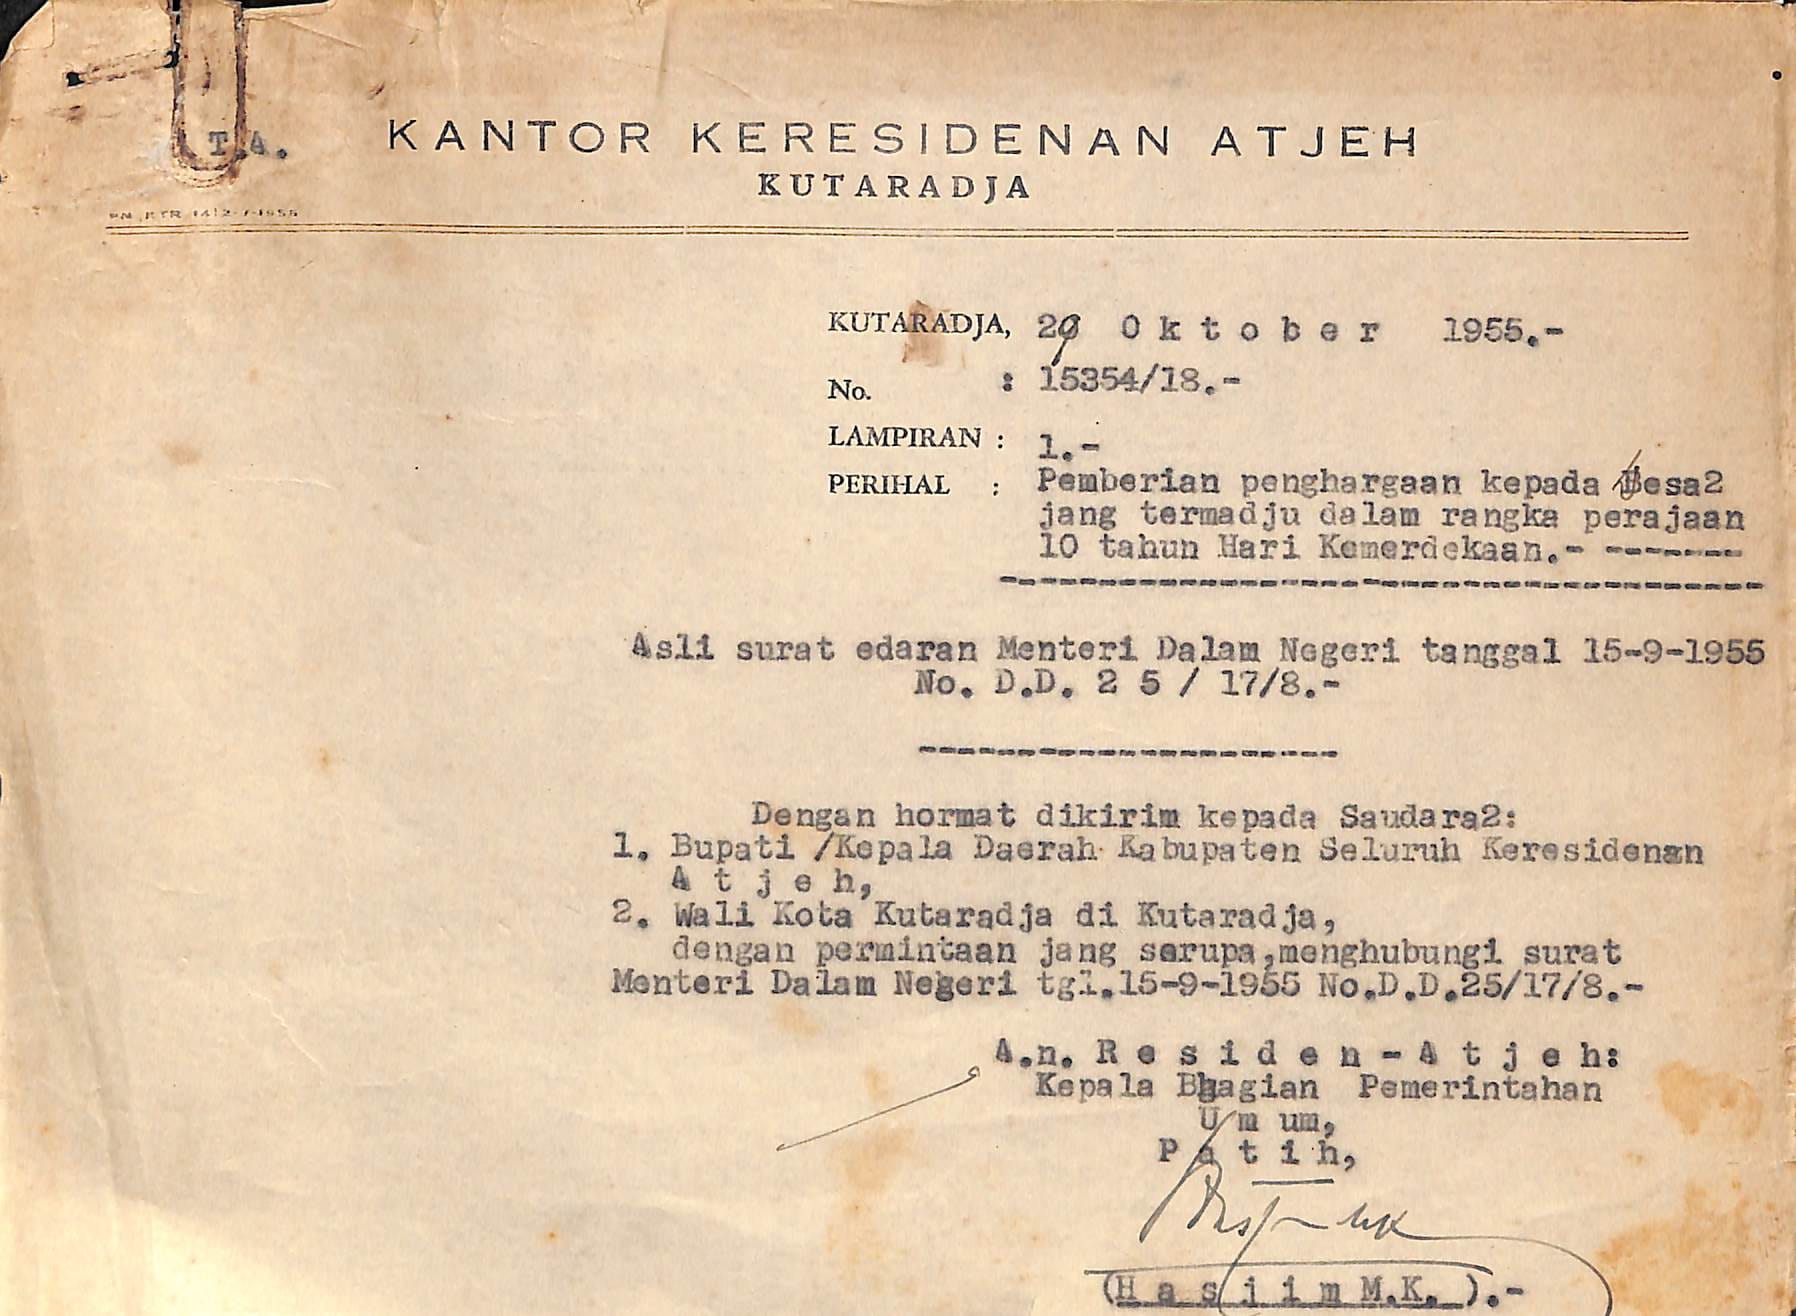 T.A.
KANTOR KERESIDENAN ATJEH
KUTARADJA
KUTARADJA, 29 Oktober 1955.-
No. : 15354/18.-
LAMPIRAN : 1.-
PERIHAL : Pemberian penghargaan kepada Desa2
jang termadju dalam rangka perajaan
10 tahun Hari Kemerdekaan.- -------
Asli surat edaran Menteri Dalam Negeri tanggal 15-9-1955
No. D.D. 2 5 / 17/8.-
---------------------
Dengan hormat dikirim kepada Saudara2:
1. Bupati /Kepala Daerah Kabupaten Seluruh Keresidenan
A t j e h,
2. Wali Kota Kutaradja di Kutaradja,
dengan permintaan jang serupa,menghubungi surat
Menteri Dalam Negeri tgl.15-9-1955 No.D.D.25/17/8.-
A.n. R e s i d e n - A t j e h:
Kepala Bhagian Pemerintahan
U m um,
P a t i h,
(H a s j i m M.K. ).-